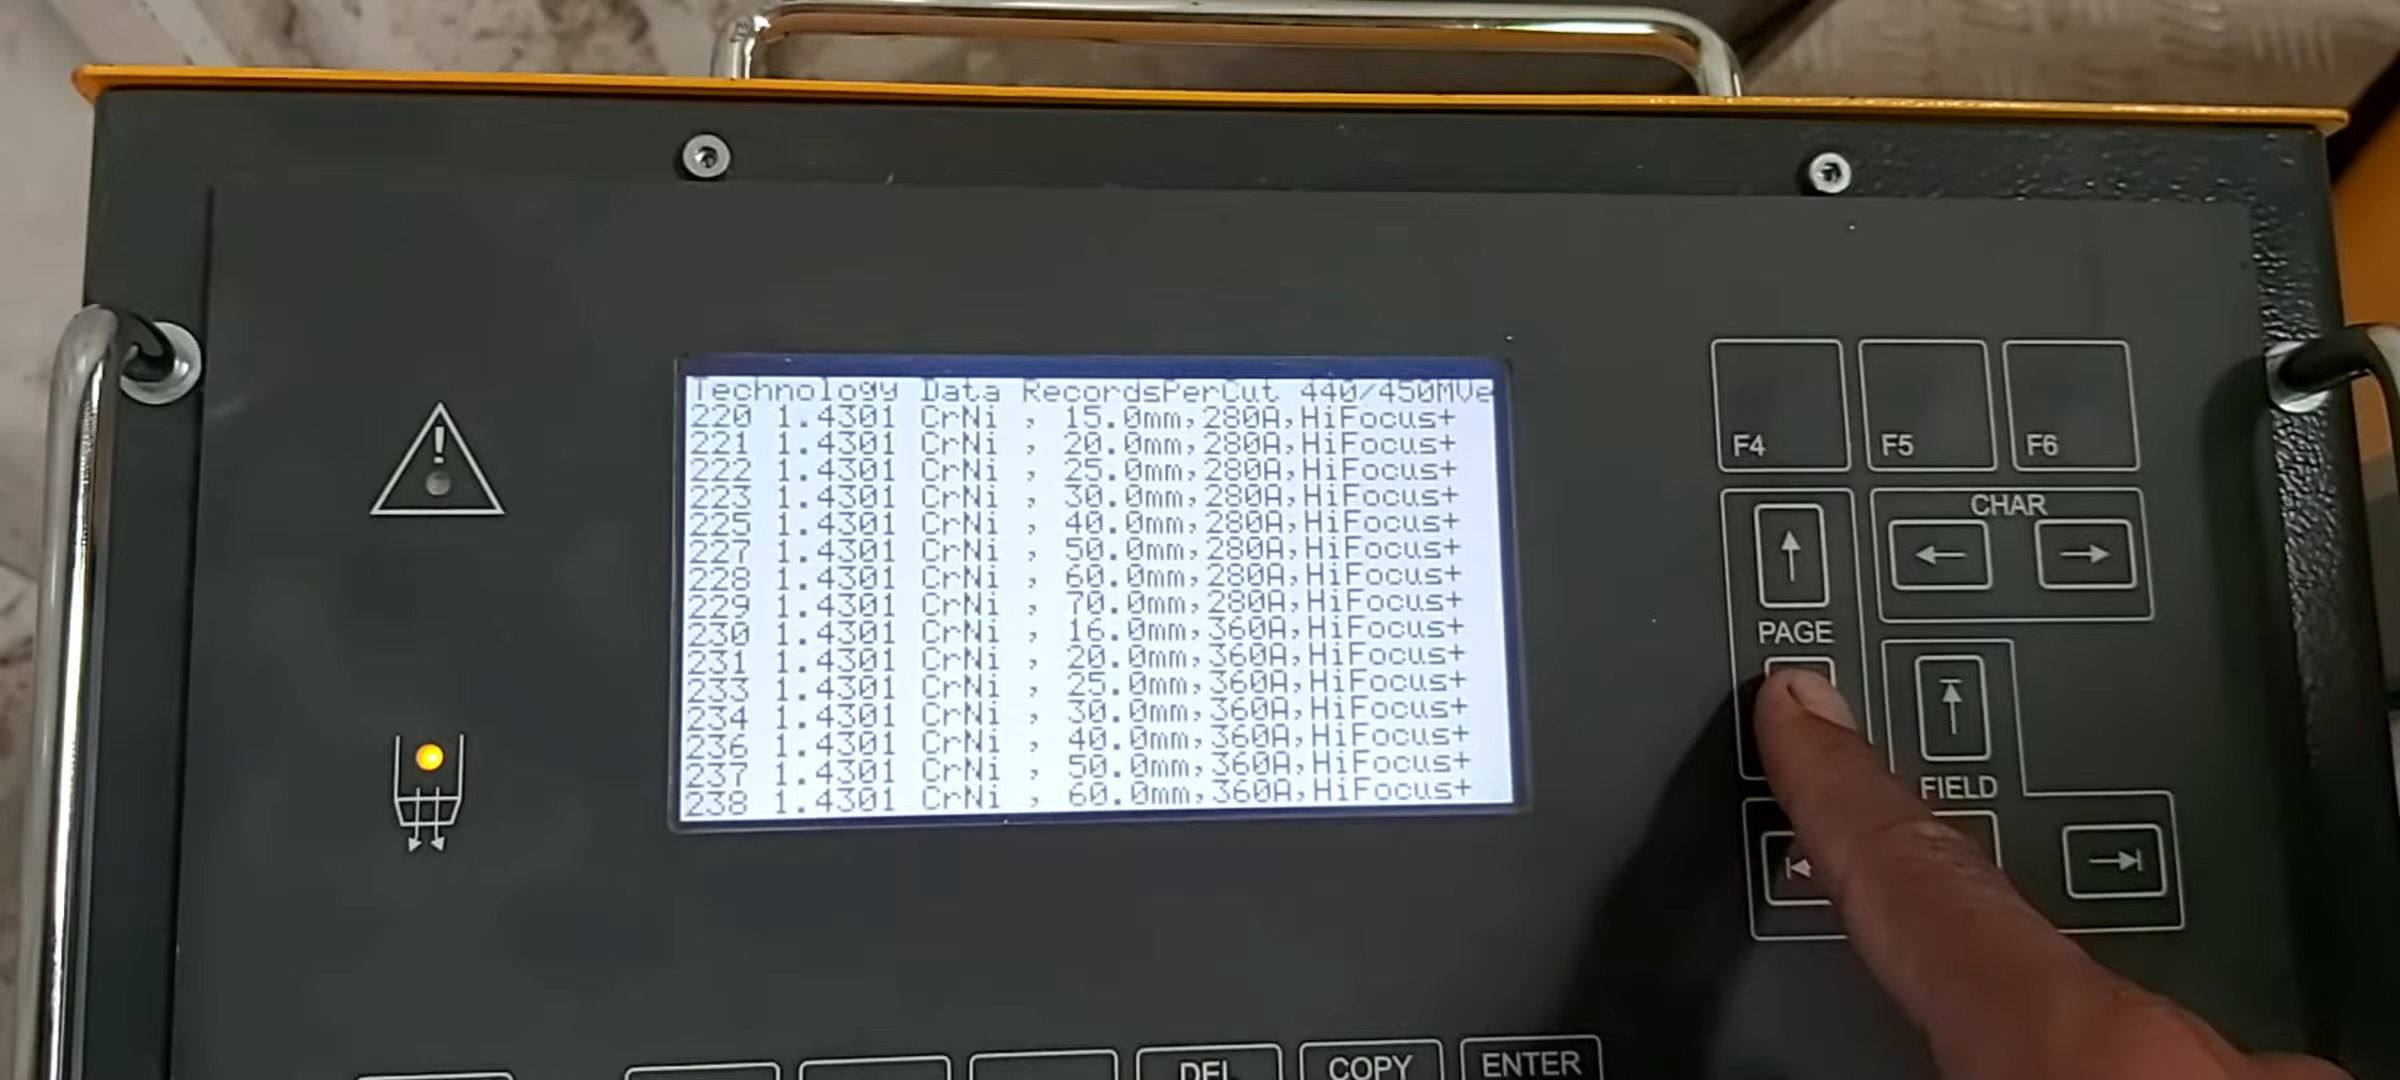 Technology Data RecordsPerCut 440/450MVe
220 1.4301 CrNi , 15.0mm,280A,HiFocus+
221 1.4301 CrNi , 20.0mm,280A,HiFocus+
222 1.4301 CrNi , 25.0mm,280A,HiFocus+
223 1.4301 CrNi , 30.0mm,280A,HiFocus+
225 1.4301 CrNi , 40.0mm,280A,HiFocus+
227 1.4301 CrNi , 50.0mm,280A,HiFocus+
228 1.4301 CrNi , 60.0mm,280A,HiFocus+
229 1.4301 CrNi , 70.0mm,280A,HiFocus+
230 1.4301 CrNi , 16.0mm,360A,HiFocus+
231 1.4301 CrNi , 20.0mm,360A,HiFocus+
233 1.4301 CrNi , 25.0mm,360A,HiFocus+
234 1.4301 CrNi , 30.0mm,360A,HiFocus+
236 1.4301 CrNi , 40.0mm,360A,HiFocus+
237 1.4301 CrNi , 50.0mm,360A,HiFocus+
238 1.4301 CrNi , 60.0mm,360A,HiFocus+
F4 F5 F6
CHAR
PAGE
FIELD
DEL COPY ENTER